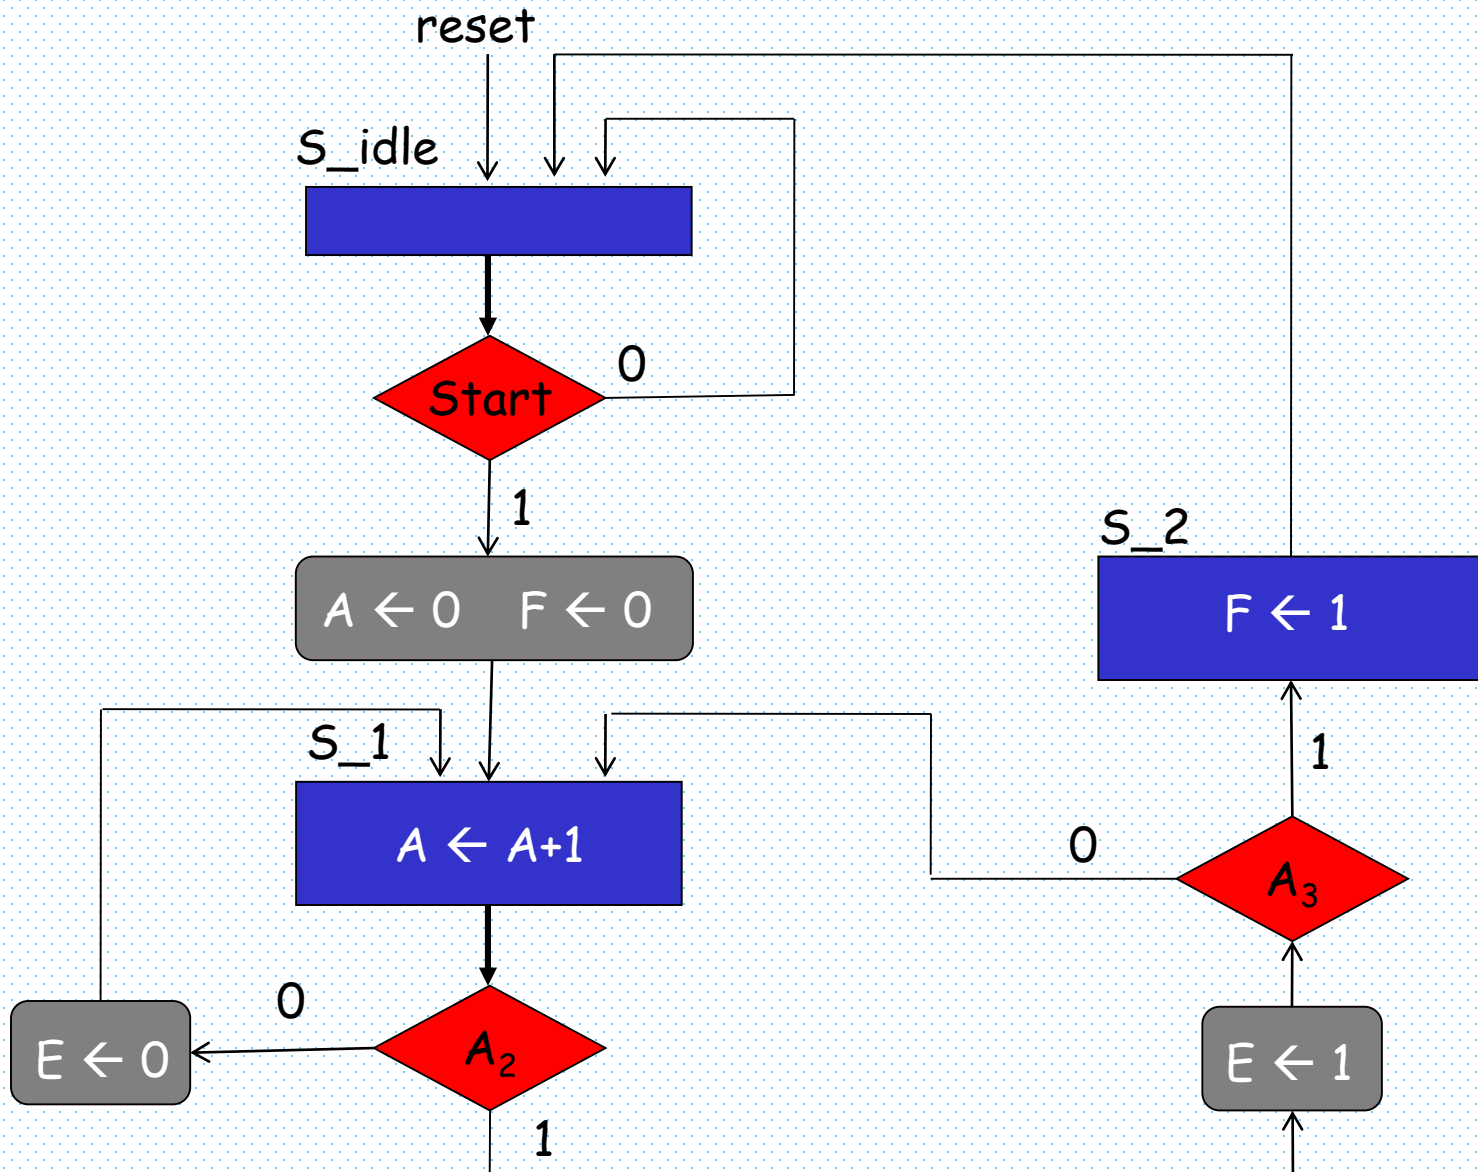 reset
S_idle
Start
0
1
A ← 0 F ← 0
S_2
F ← 1
S_1
A ← A+1
1
0
A₃
0
E ← 0
A₂
E ← 1
1